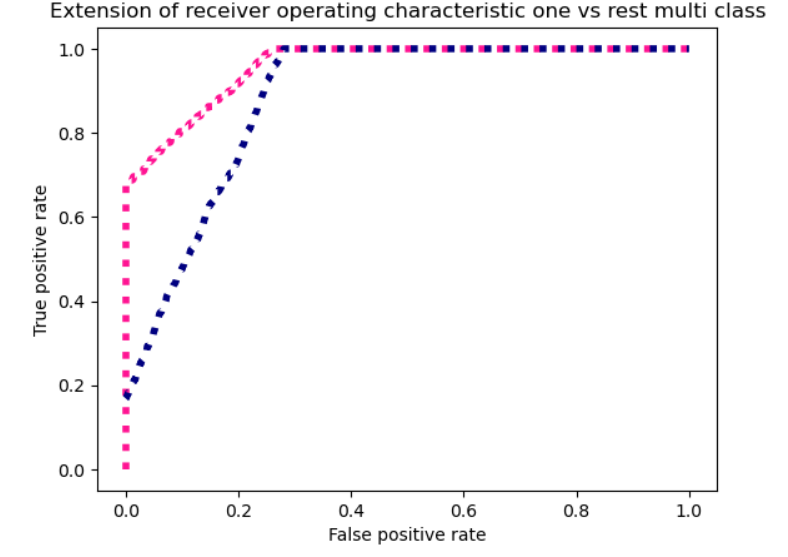 Extension of receiver operating characteristic one vs rest multi class
1.0
0.8
0.6
0.4
0.2
0.0
True positive rate
0.0 0.2 0.4 0.6 0.8 1.0
False positive rate